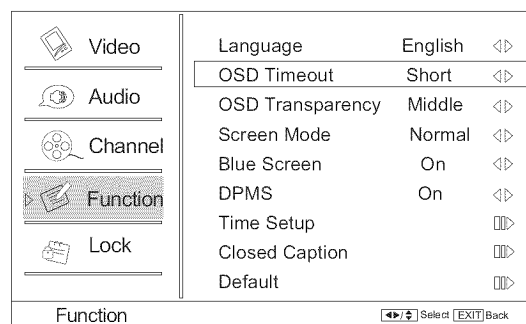 Video
Audio
Channel
Function
Lock
Language English
OSD Timeout Short
OSD Transparency Middle
Screen Mode Normal
Blue Screen On
DPMS On
Time Setup
Closed Caption
Default
Function
/ Select EXIT Back